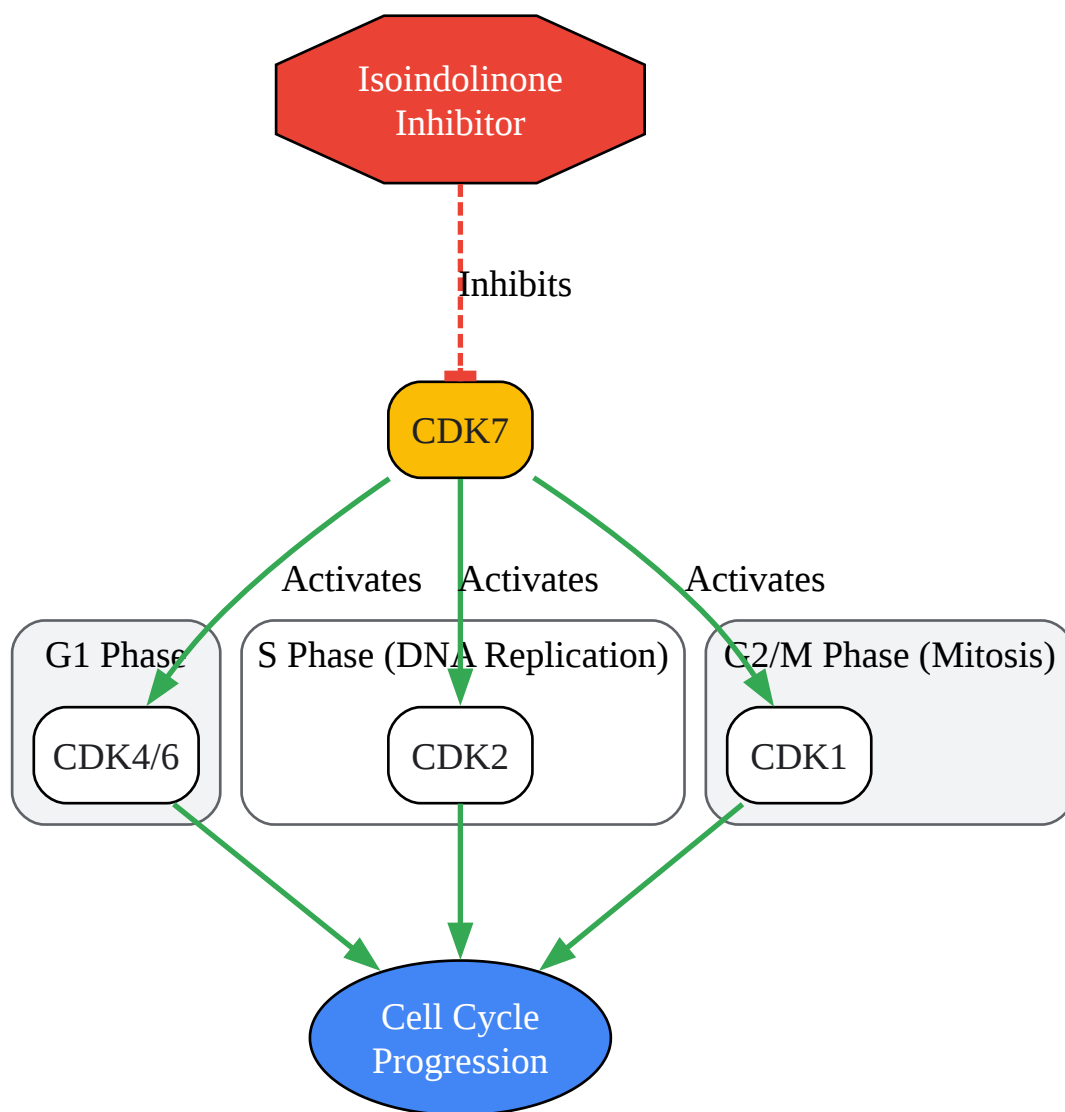 Isoindolinone
Inhibitor
Inhibits
CDK7
Activates
Activates
Activates
G1 Phase
S Phase (DNA Replication)
G2/M Phase (Mitosis)
CDK4/6
CDK2
CDK1
Cell Cycle
Progression